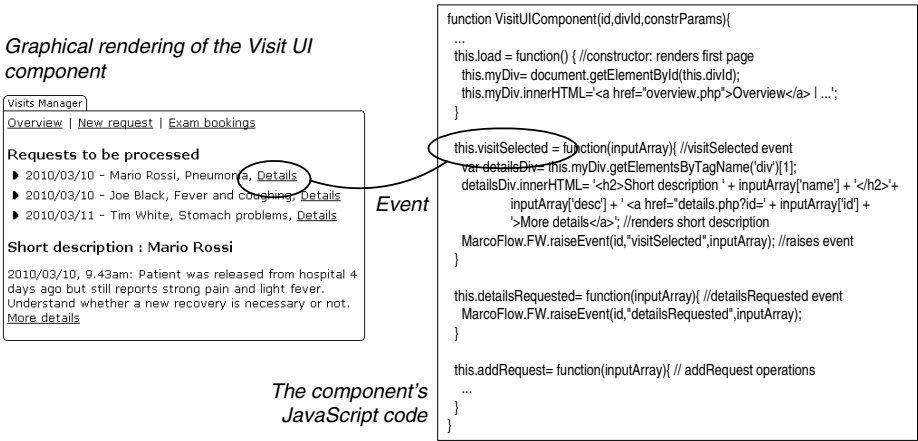 Graphical rendering of the Visit UI
component
Visits Manager
Overview | New request | Exam bookings
Requests to be processed
2010/03/10 – Mario Rossi, Pneumonia, Details
2010/03/10 – Joe Black, Fever and coughing, Details
2010/03/11 – Tim White, Stomach problems, Details
Short description : Mario Rossi
2010/03/10, 9.43am: Patient was released from hospital 4
days ago but still reports strong pain and light fever.
Understand whether a new recovery is necessary or not.
More details
Event
The component's
JavaScript code
function VisitUIComponent(id,divId,constrParams){
...
this.load = function() { //constructor: renders first page
this.myDiv= document.getElementById(this.divId);
this.myDiv.innerHTML='<a href="overview.php">Overview</a> | ...';
}
this.visitSelected = function(inputArray){ //visitSelected event
var detailsDiv= this.myDiv.getElementsByTagName('div')[1];
detailsDiv.innerHTML= '<h2>Short description ' + inputArray['name'] + '</h2>'+
inputArray['desc'] + ' <a href="details.php?id=' + inputArray['id'] +
'>More details</a>'; //renders short description
MarcoFlow.FW.raiseEvent(id,"visitSelected",inputArray); //raises event
}
this.detailsRequested= function(inputArray){ //detailsRequested event
MarcoFlow.FW.raiseEvent(id,"detailsRequested",inputArray);
}
this.addRequest= function(inputArray){ // addRequest operations
...
}
}